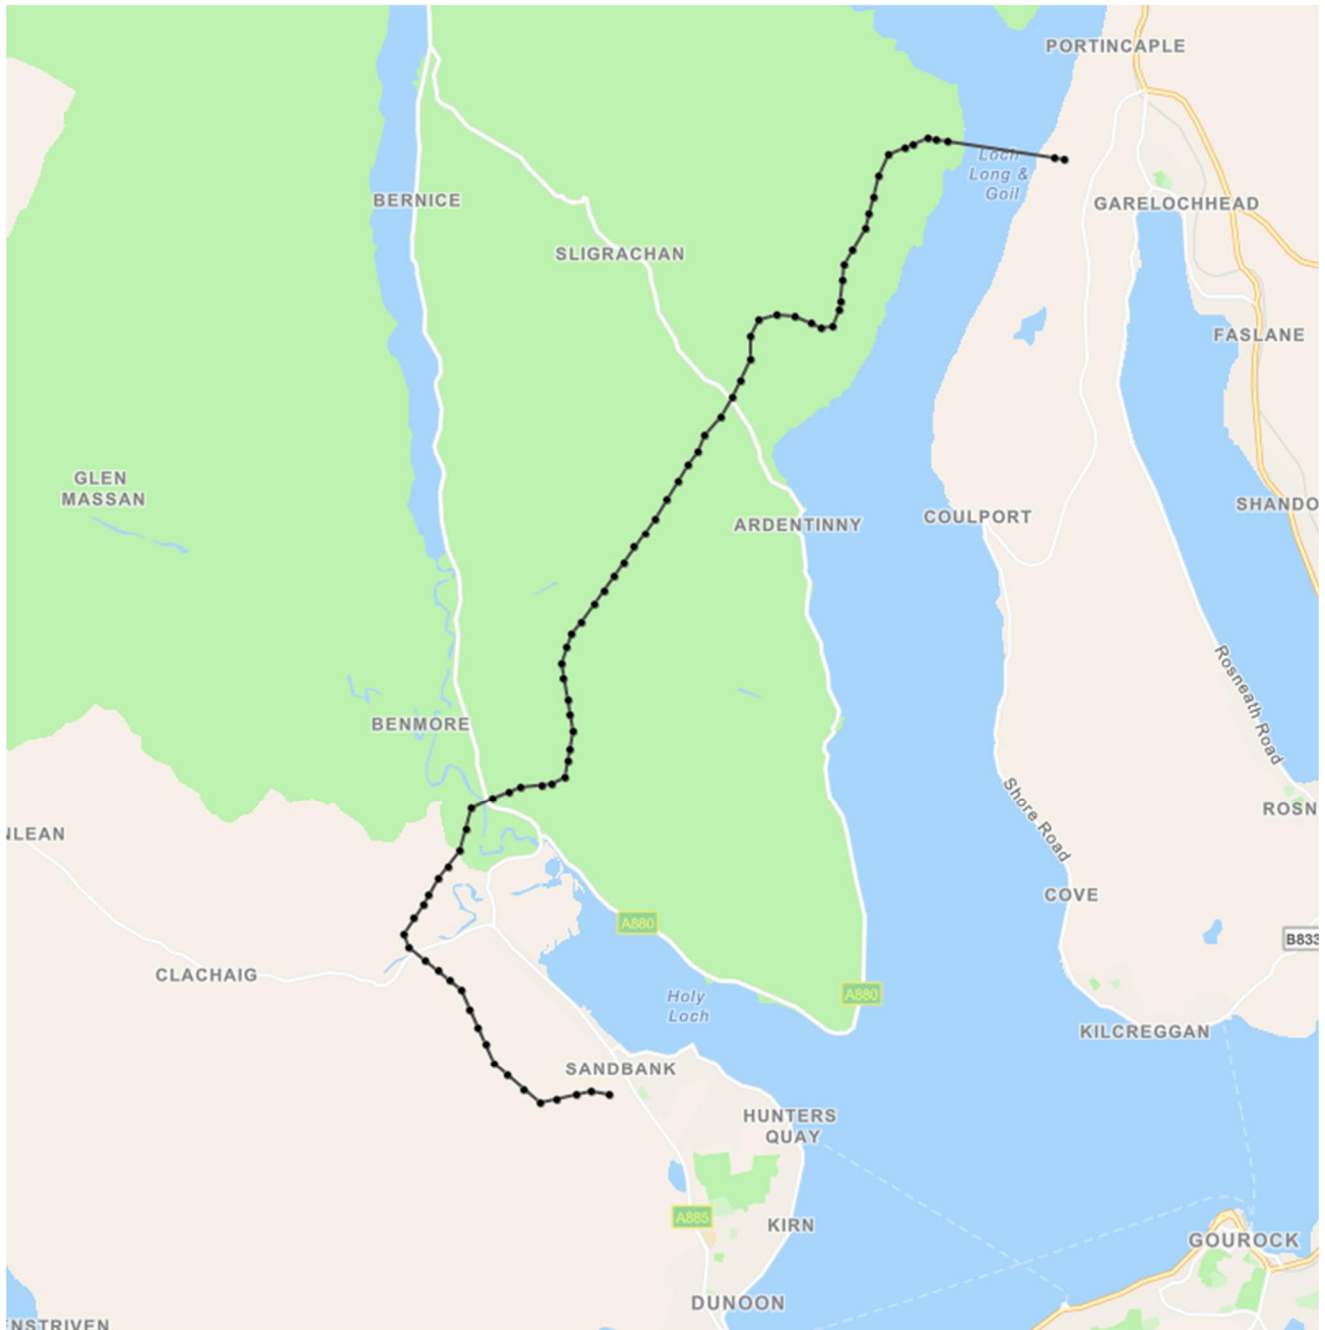 PORTINCAPLE
Loch
Long &
Goil
BERNICE
GARELOCHHEAD
SLIGRACHAN
FASLANE
GLEN
MASSAN
SHANDO
COULPORT
ARDENTINNY
Rosneath Road
BENMORE
Shore Road
ROSN
NLEAN
COVE
A880
B833
CLACHAIG
Holy
Loch
A880
KILCREGGAN
SANDBANK
HUNTERS
QUAY
A885
KIRN
GOUROCK
DUNOON
ENSTRIVEN